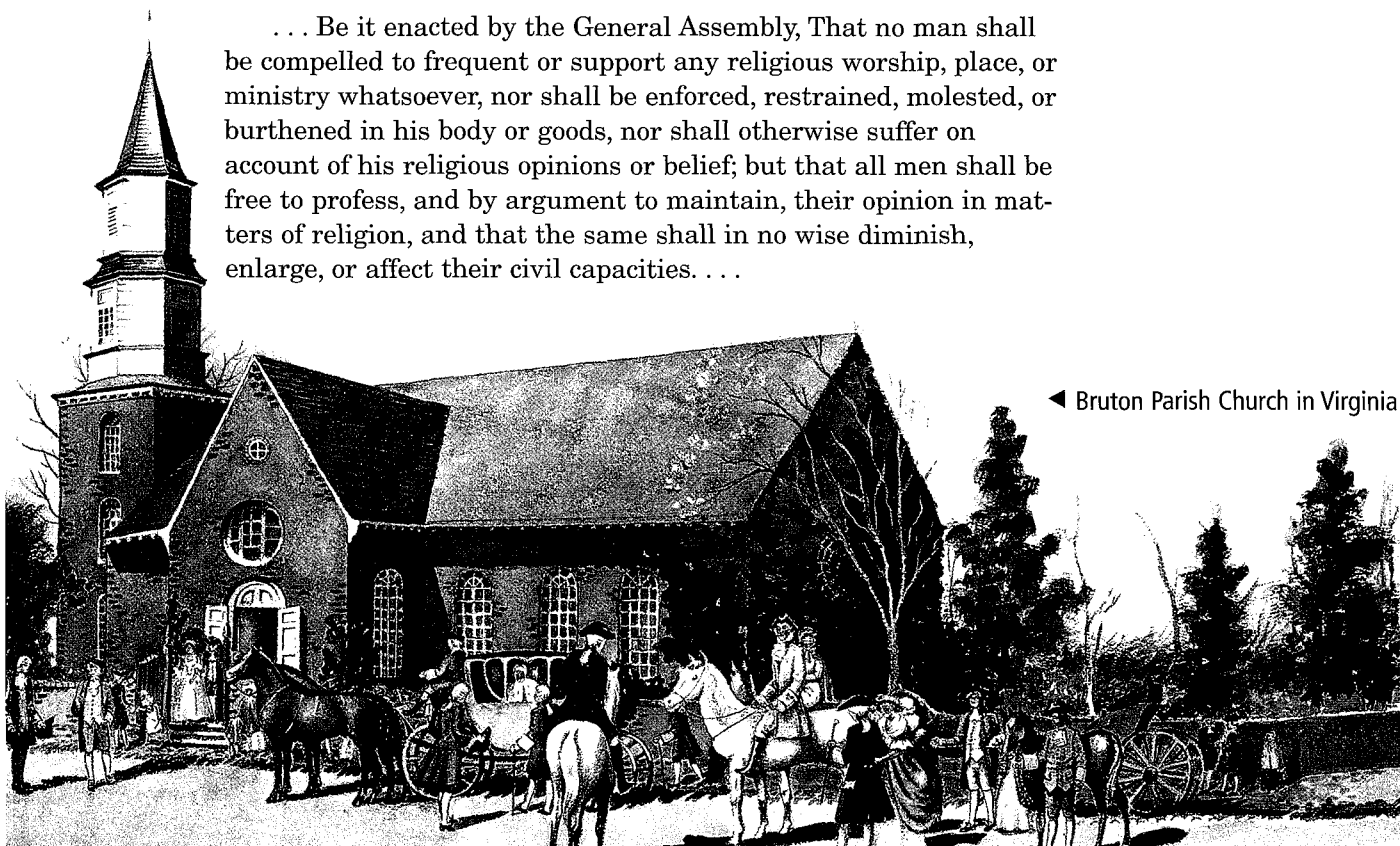 ... Be it enacted by the General Assembly, That no man shall
be compelled to frequent or support any religious worship, place, or
ministry whatsoever, nor shall be enforced, restrained, molested, or
burthened in his body or goods, nor shall otherwise suffer on
account of his religious opinions or belief; but that all men shall be
free to profess, and by argument to maintain, their opinion in mat-
ters of religion, and that the same shall in no wise diminish,
enlarge, or affect their civil capacities. . . .
◄ Bruton Parish Church in Virginia